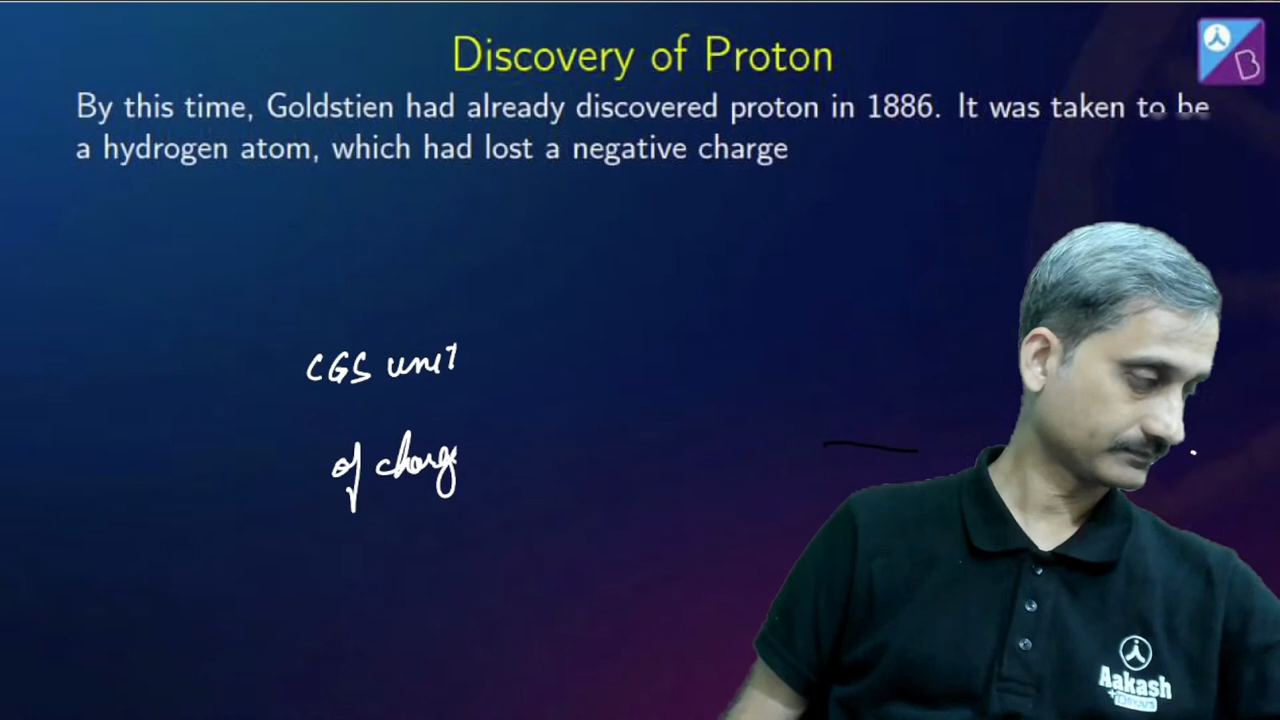 Discovery of Proton
By this time, Goldstien had already discovered proton in 1886. It was taken to be
a hydrogen atom, which had lost a negative charge
CGS unit
of charge
Aakash
+BYJU'S
B